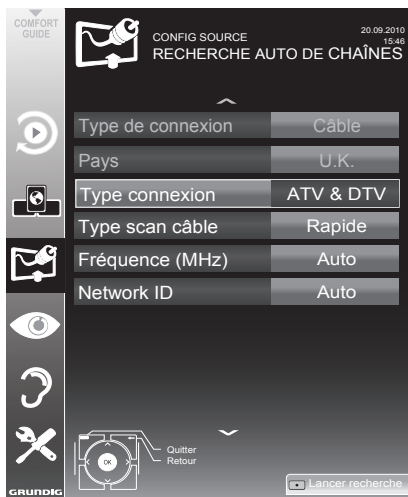 COMFORT
GUIDE
CONFIG SOURCE
RECHERCHE AUTO DE CHAÎNES
20.09.2010
15:46
Type de connexion Câble
Pays U.K.
Type connexion ATV & DTV
Type scan câble Rapide
Fréquence (MHz) Auto
Network ID Auto
OK
Quitter
Retour
Lancer recherche
GRUNDIG